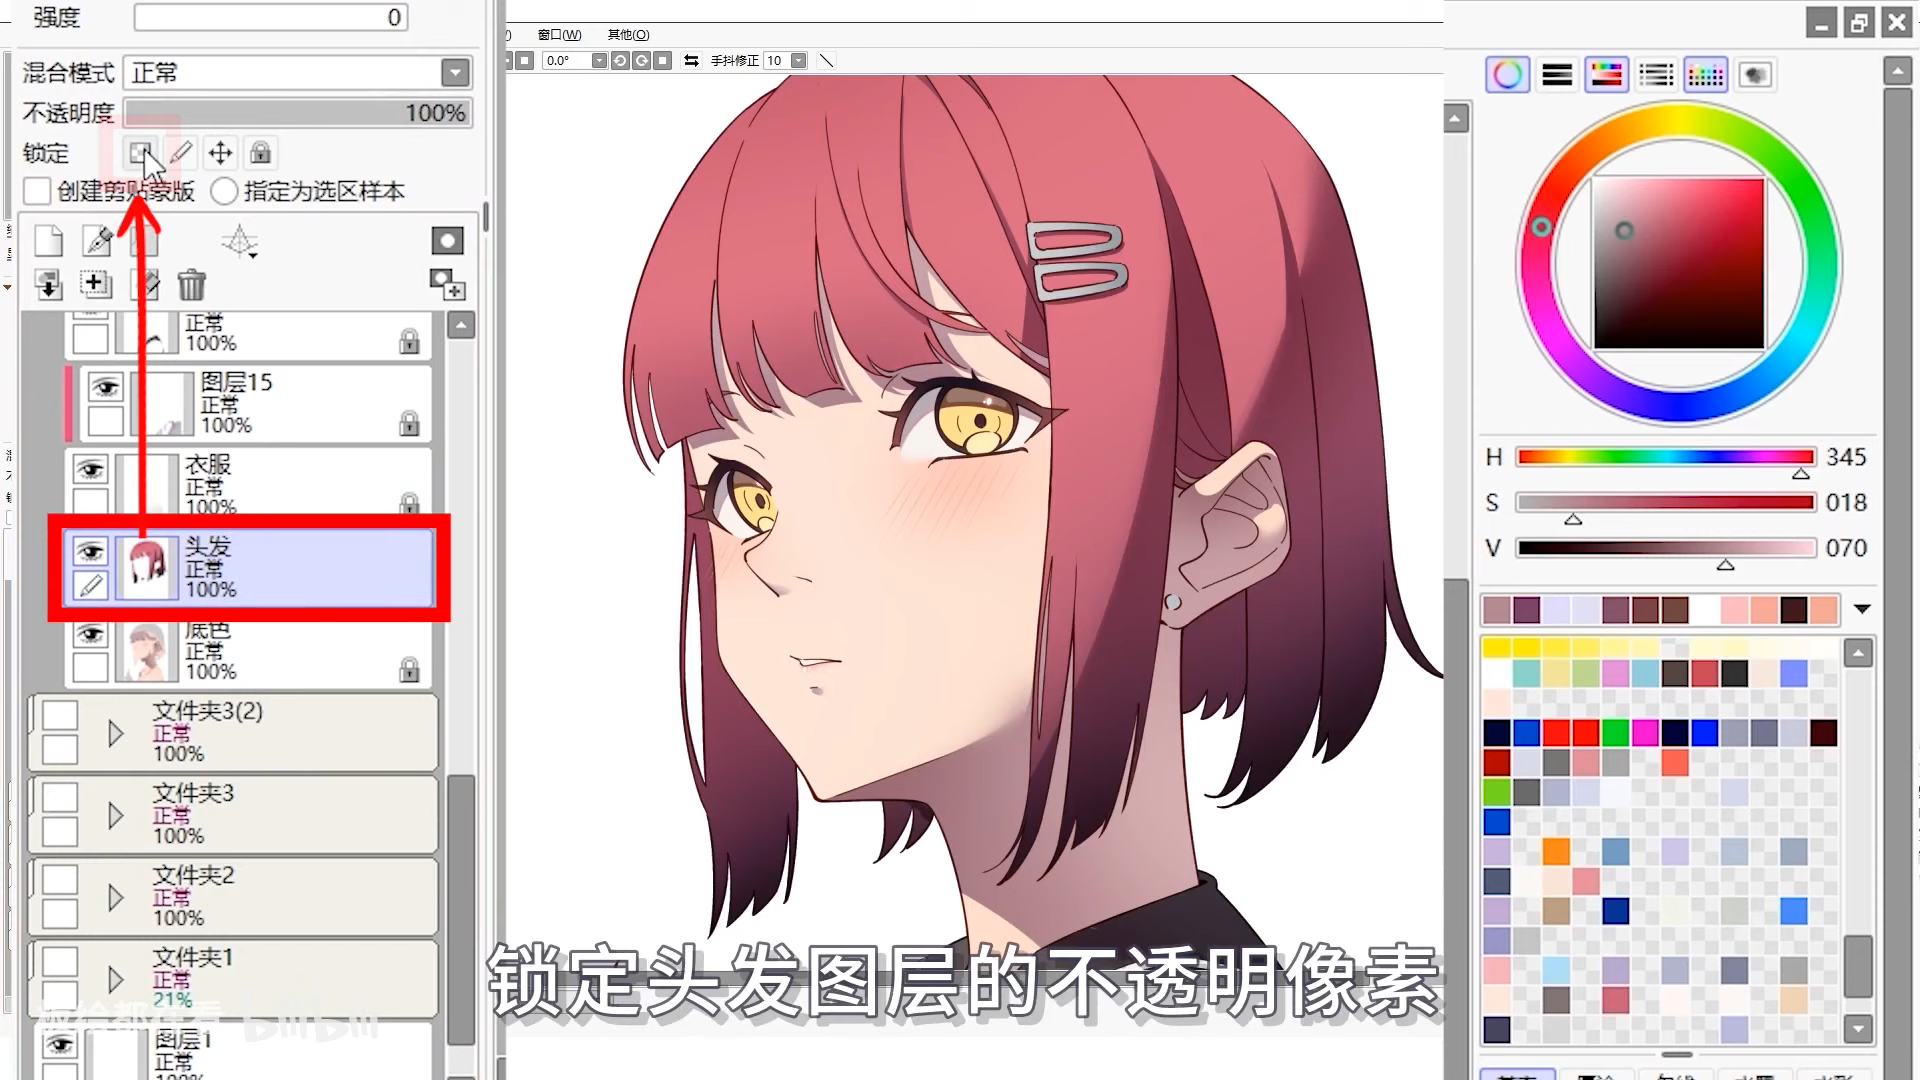 强度 0
窗口(W) 其他(O)
混合模式 正常
0.0° 手抖修正 10
不透明度 100%
锁定
创建剪贴蒙版 指定为选区样本
正常
100%
图层15
正常
100%
衣服
正常
100%
头发
正常
100%
底色
正常
100%
文件夹3(2)
正常
100%
文件夹3
正常
100%
文件夹2
正常
100%
文件夹1
正常
21%
图层1
正常
100%
H 345
S 018
V 070
锁定头发图层的不透明像素